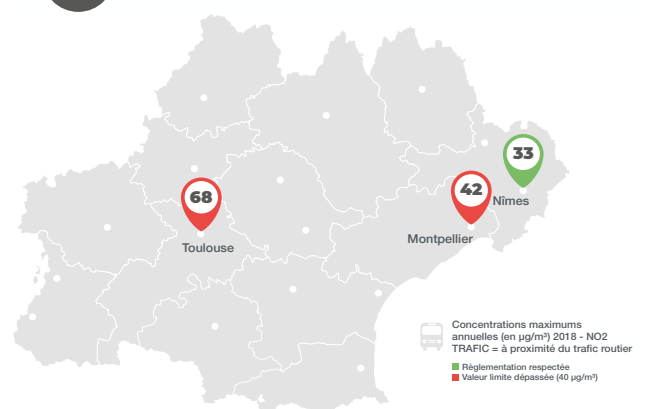 33
68
42
Nîmes
Montpellier
Toulouse
Concentrations maximums
annuelles (en µg/m³) 2018 - NO2
TRAFIC = à proximité du trafic routier
Règlementation respectée
Valeur limite dépassée (40 µg/m³)